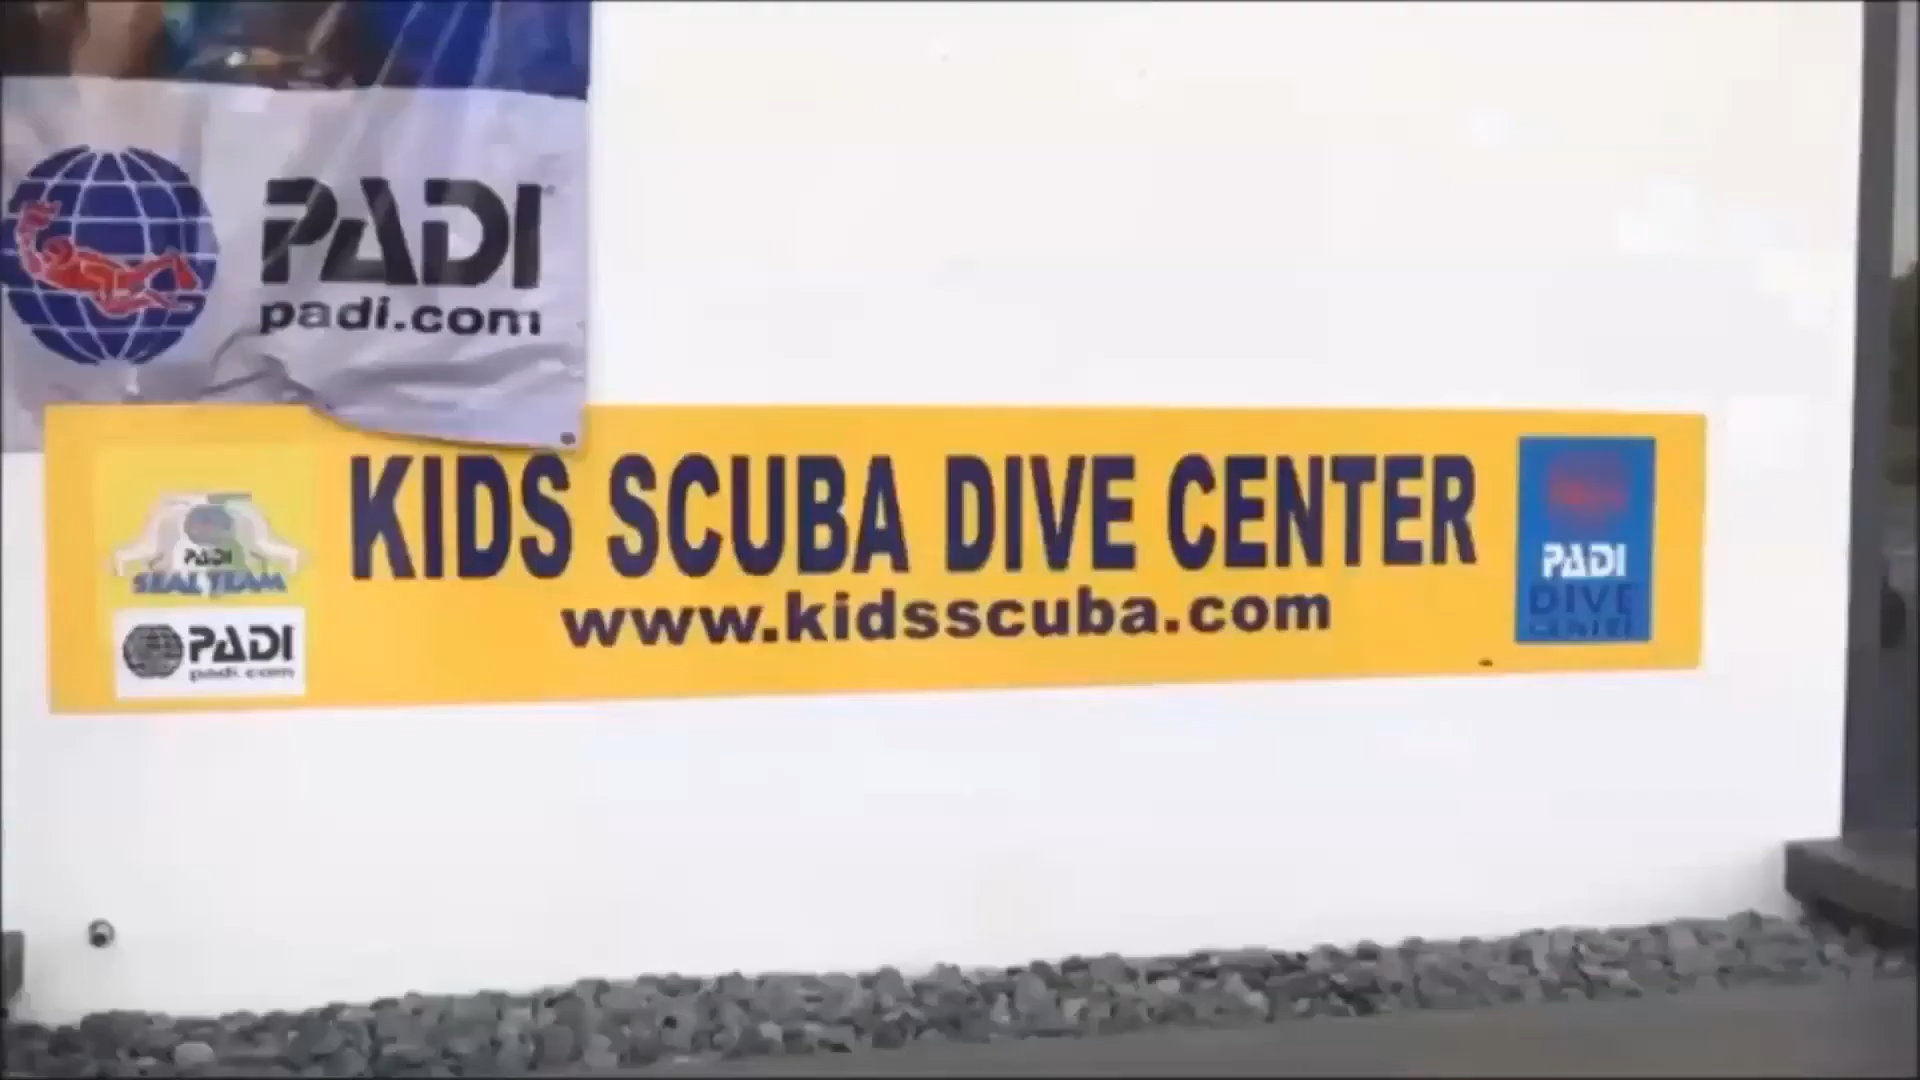 PADI
padi.com
KIDS SCUBA DIVE CENTER
www.kidsscuba.com
PADI
SEAL TEAM
PADI
padi.com
PADI
DIVE
CENTER